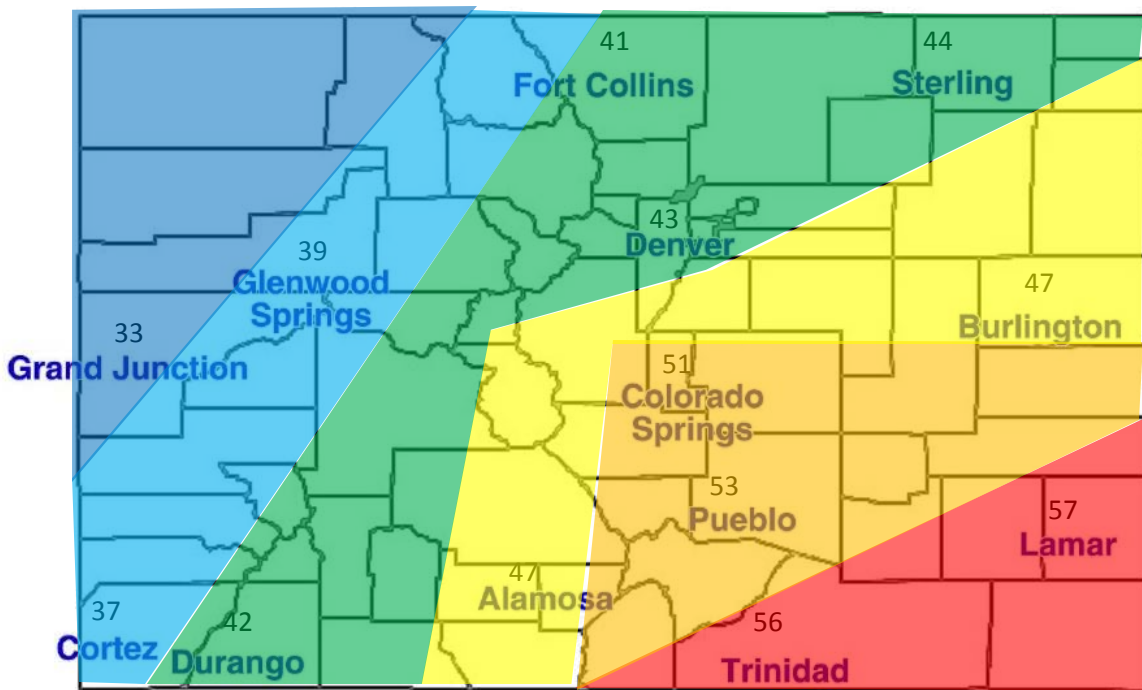 41
Fort Collins
44
Sterling
43
Denver
39
Glenwood
Springs
47
Burlington
33
Grand Junction
51
Colorado
Springs
53
Pueblo
57
Lamar
47
Alamosa
37
Cortez
42
Durango
56
Trinidad